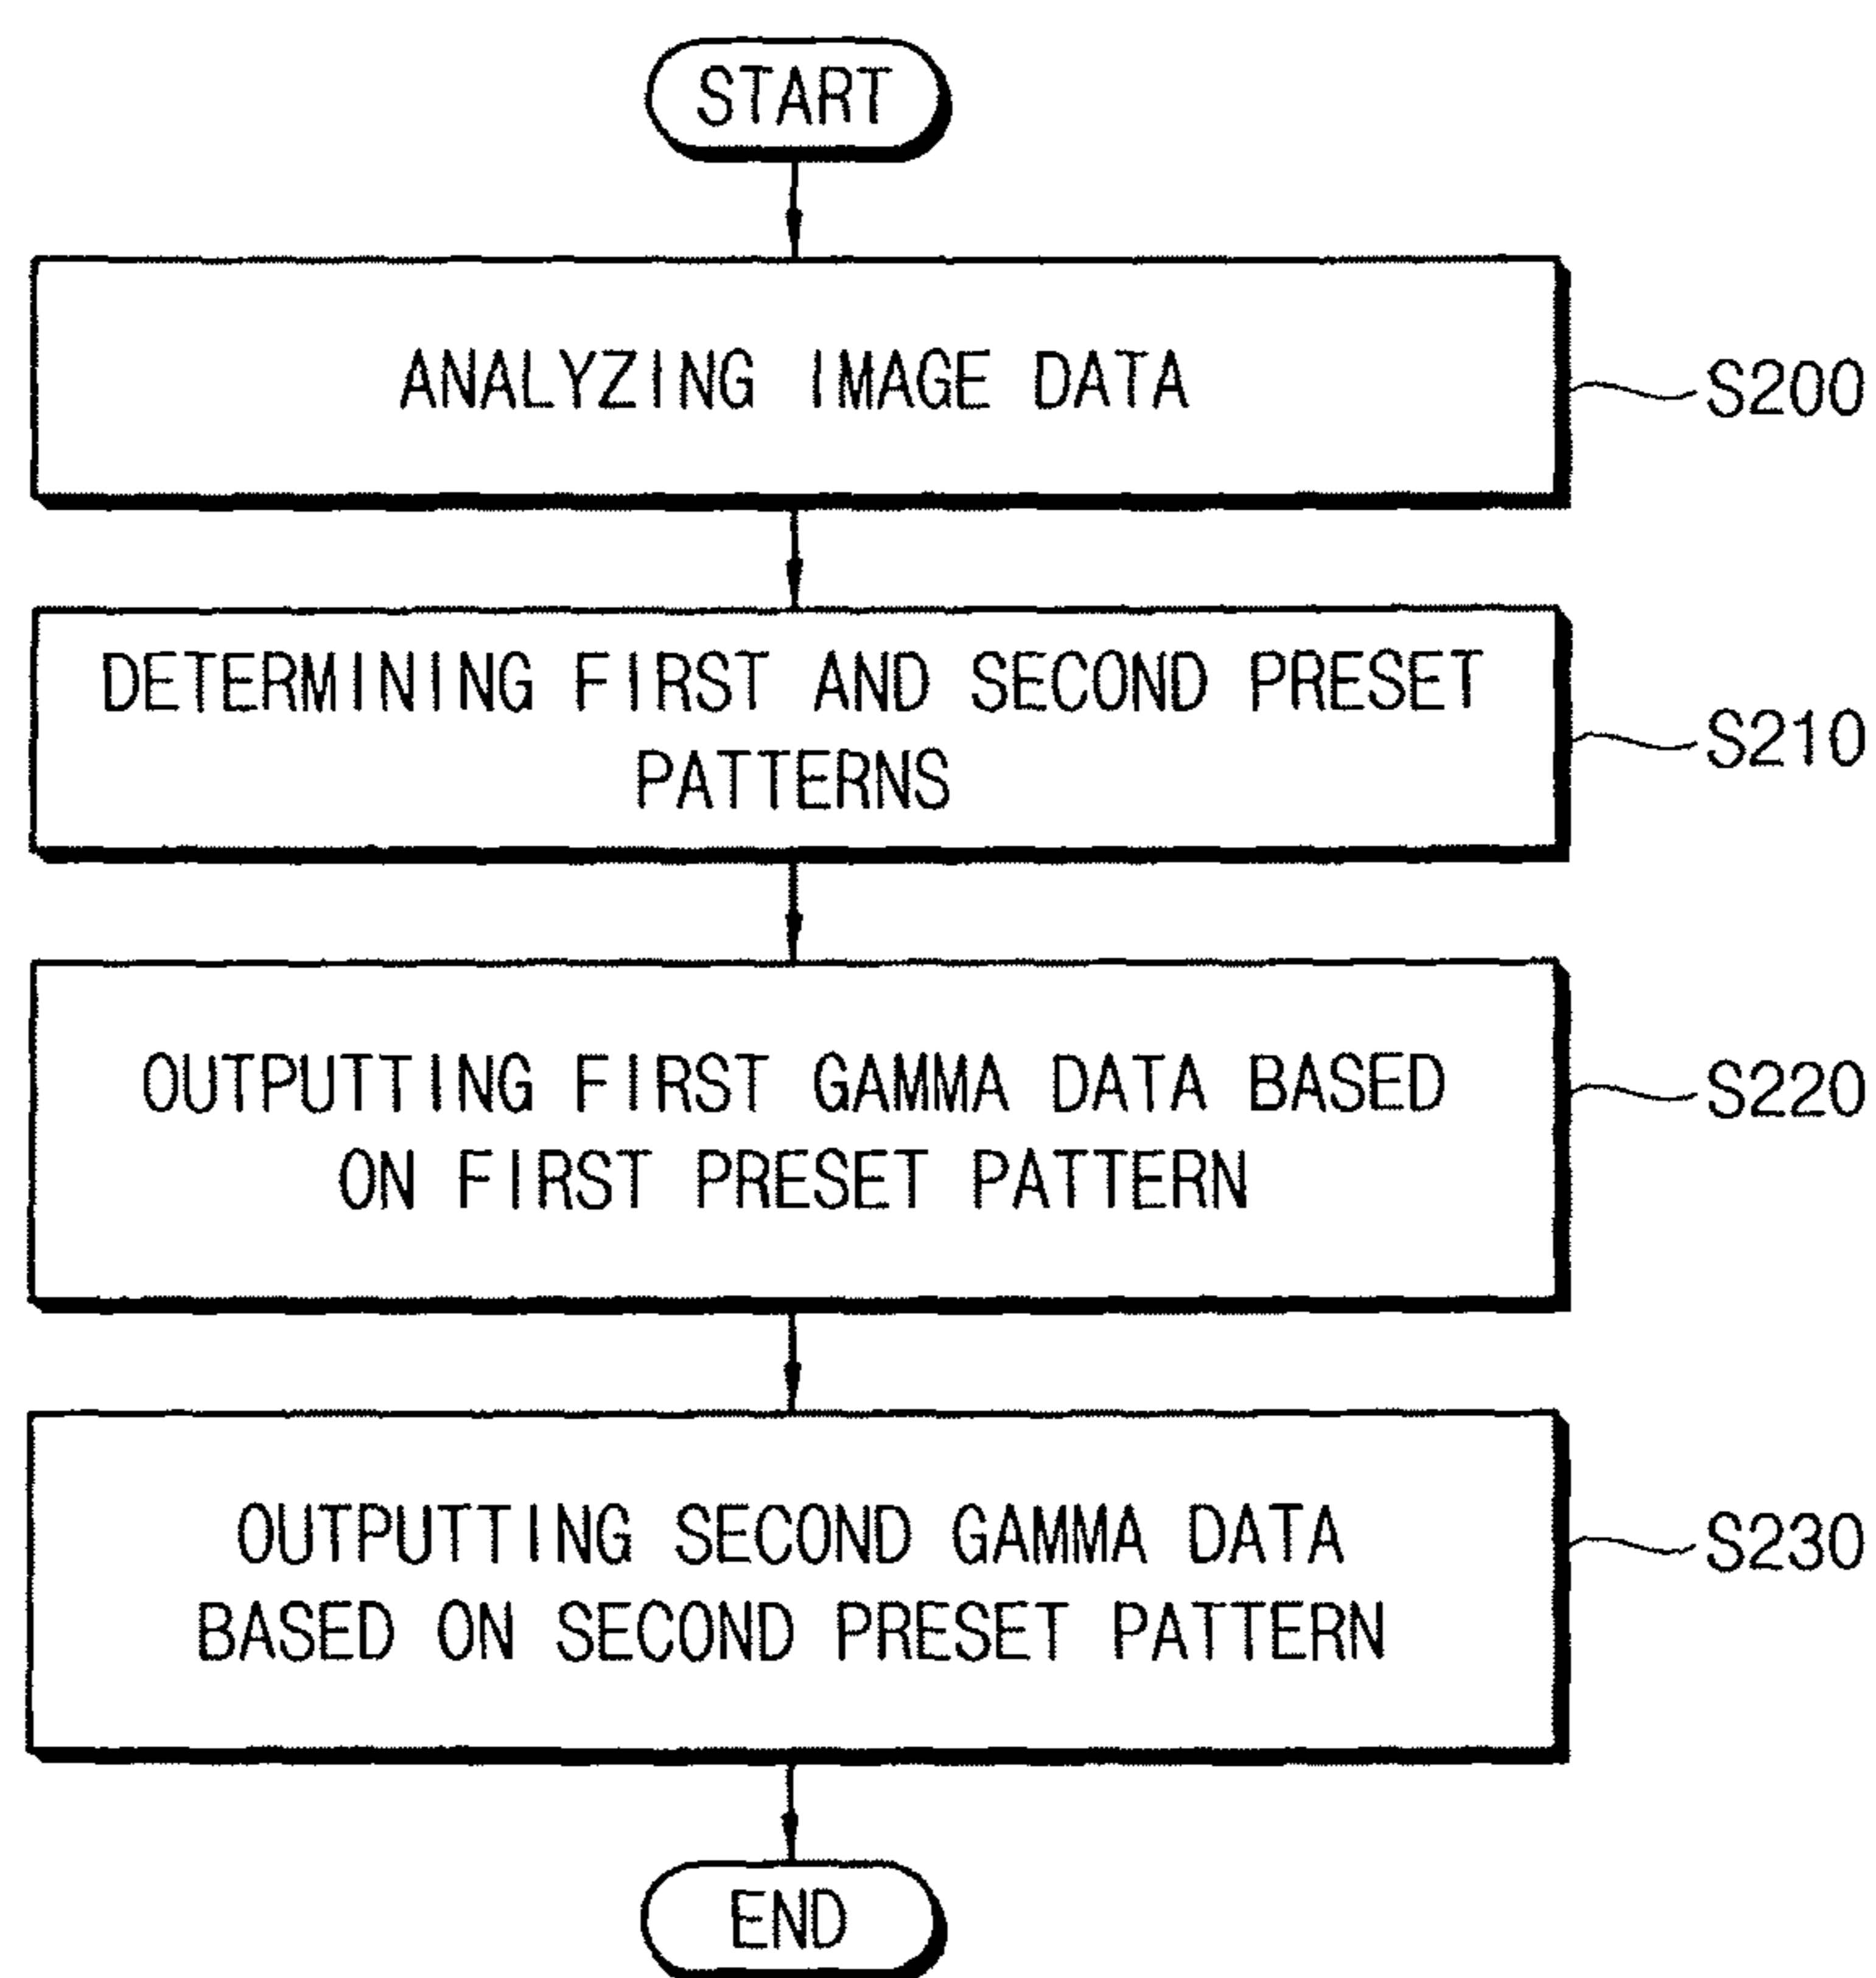 START
ANALYZING IMAGE DATA
S200
DETERMINING FIRST AND SECOND PRESET
PATTERNS
S210
OUTPUTTING FIRST GAMMA DATA BASED
ON FIRST PRESET PATTERN
S220
OUTPUTTING SECOND GAMMA DATA
BASED ON SECOND PRESET PATTERN
S230
END